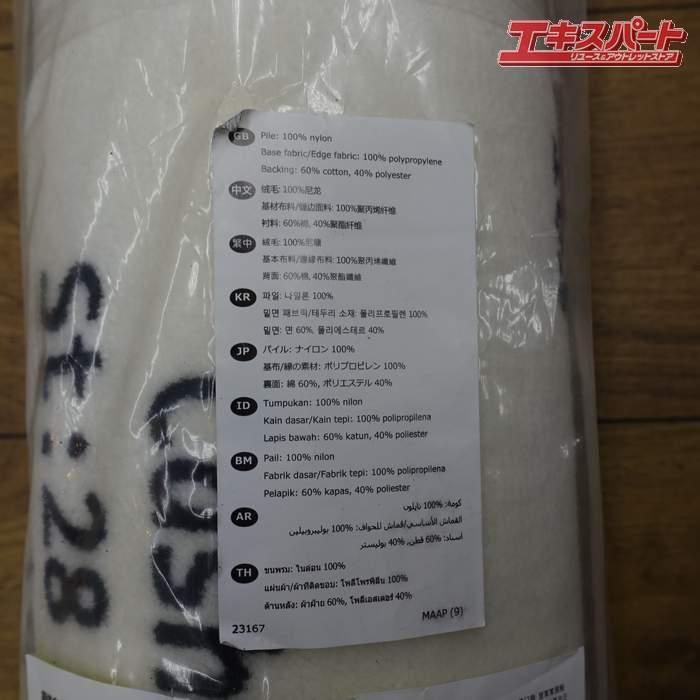 エキスパート
リユース&アウトレットストア
GB Pile: 100% nylon
Base fabric/Edge fabric: 100% polypropylene
Backing: 60% cotton, 40% polyester
中文 绒毛: 100%尼龙
基材布料/缝边面料: 100%聚丙烯纤维
衬料: 60%棉, 40%聚酯纤维
繁中 絨毛: 100%尼龍
基本布料/邊緣布料: 100%聚丙烯纖維
背面: 60%棉, 40%聚酯纖維
KR 파일: 나일론 100%
밑면 패브릭/테두리 소재: 폴리프로필렌 100%
밑면: 면 60%, 폴리에스테르 40%
JP パイル: ナイロン 100%
基布/縁の素材: ポリプロピレン 100%
裏面: 綿 60%, ポリエステル 40%
ID Tumpukan: 100% nilon
Kain dasar/Kain tepi: 100% polipropilena
Lapis bawah: 60% katun, 40% poliester
BM Pail: 100% nilon
Fabrik dasar/Fabrik tepi: 100% polipropilena
Pelapik: 60% kapas, 40% poliester
AR كومة: 100% نايلون
القماش الأساسي/قماش للحواف: 100% بوليبروبيلين
اسناد: 60% قطن، 40% بوليستر
TH ขนพรม: ไนล่อน 100%
แผ่นผ้า/ผ้าที่ติดขอบ: โพลีโพรพิลีน 100%
ด้านหลัง: ผ้าฝ้าย 60%, โพลีเอสเตอร์ 40%
23167 MAAP (9)
St.:28